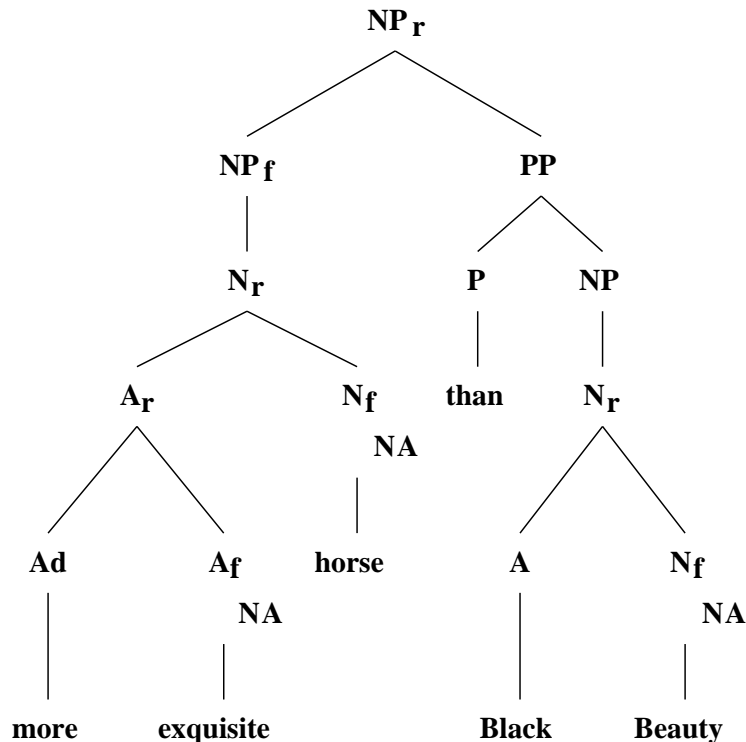 NPr
NPf PP
Nr P NP
Ar Nf than Nr
NA
Ad Af horse A Nf
NA NA
more exquisite Black Beauty